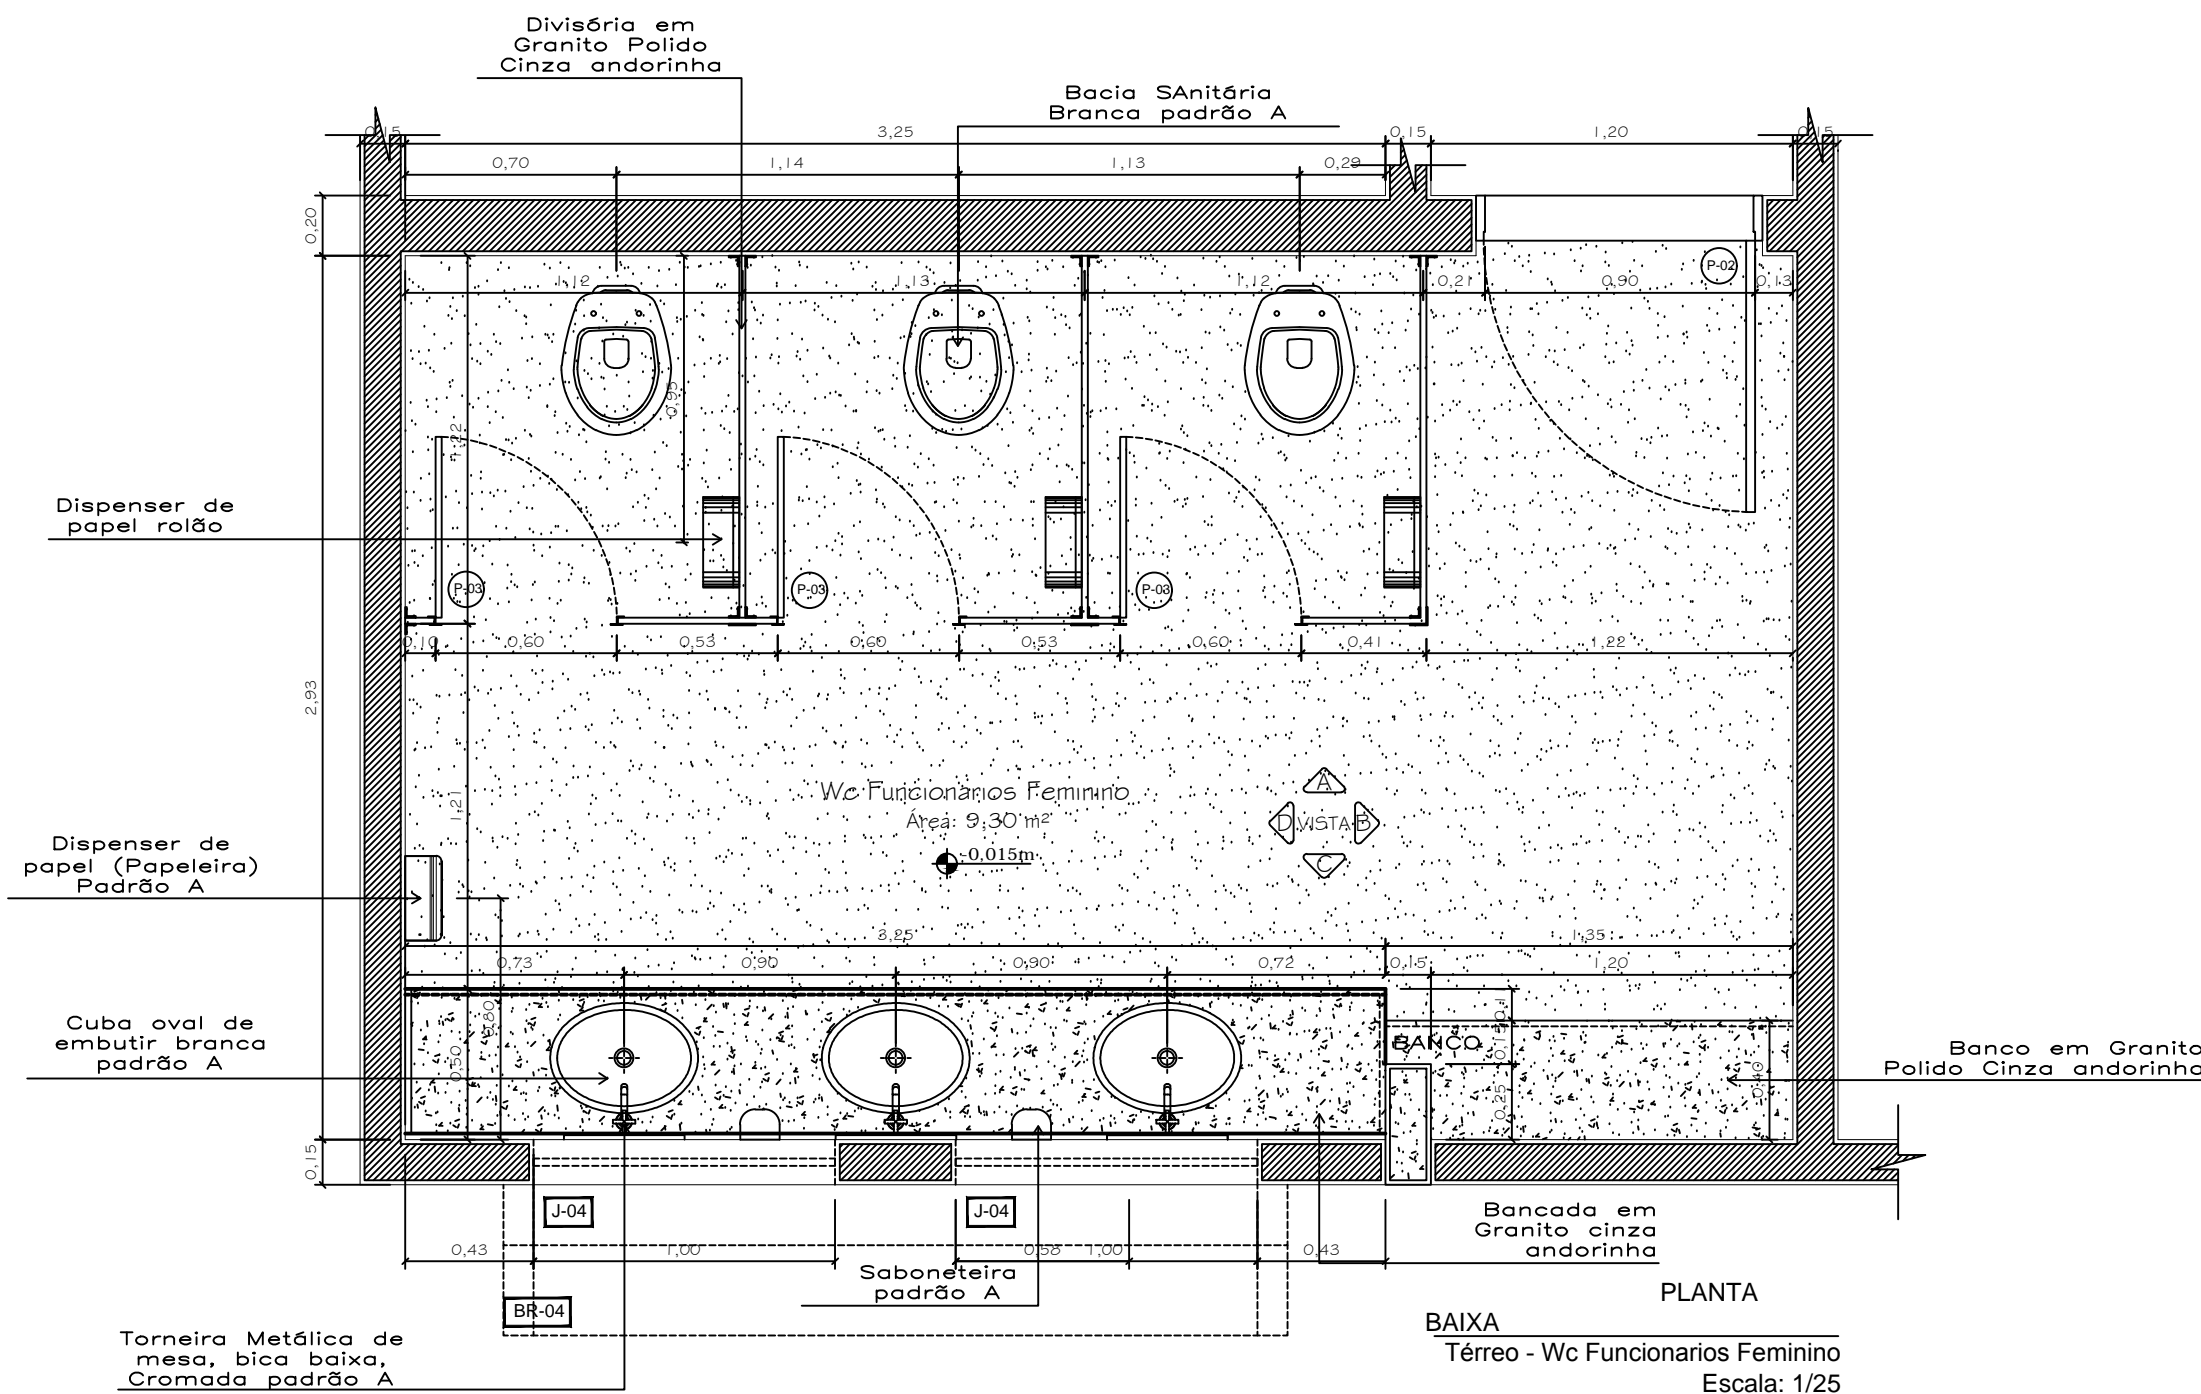 Divisória em
Granito Polido
Cinza andorinha
Bacia SAnitária
Branca padrão A
0,15
3,25
0,15
1,20
0,15
0,70
1,14
1,13
0,29
0,20
P-02
1,12
1,13
1,12
0,21
0,90
0,13
0,95
1,22
Dispenser de
papel rolão
P-03
P-03
P-03
0,10
0,60
0,53
0,60
0,53
0,60
0,41
1,22
2,93
Wc Funcionarios Feminino
Área: 9,30 m²
-0,015m
A
D VISTA B
C
1,21
Dispenser de
papel (Papeleira)
Padrão A
3,25
1,35
0,73
0,90
0,90
0,72
0,15
1,20
0,80
0,50
Cuba oval de
embutir branca
padrão A
BANCO
0,15
0,25
0,40
Banco em Granito
Polido Cinza andorinha
0,15
J-04
J-04
Bancada em
Granito cinza
andorinha
0,43
1,00
0,58
1,00
0,43
Saboneteira
padrão A
BR-04
Torneira Metálica de
mesa, bica baixa,
Cromada padrão A
PLANTA
BAIXA
Térreo - Wc Funcionarios Feminino
Escala: 1/25